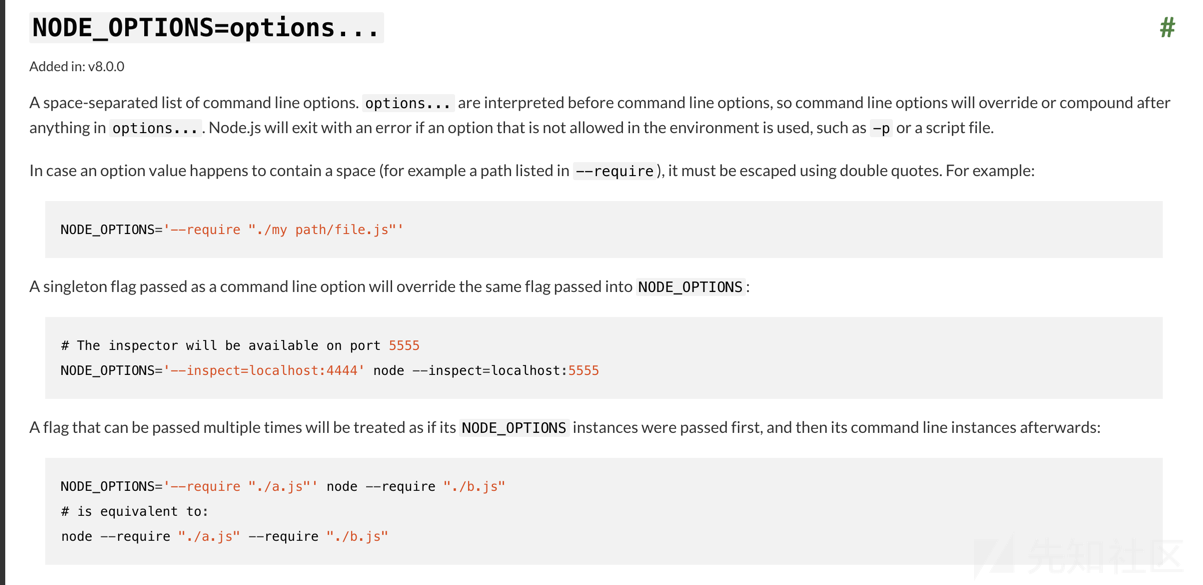 NODE_OPTIONS=options...
#
Added in: v8.0.0
A space-separated list of command line options. options... are interpreted before command line options, so command line options will override or compound after
anything in options.... Node.js will exit with an error if an option that is not allowed in the environment is used, such as -p or a script file.
In case an option value happens to contain a space (for example a path listed in --require), it must be escaped using double quotes. For example:
NODE_OPTIONS='--require "./my path/file.js"'
A singleton flag passed as a command line option will override the same flag passed into NODE_OPTIONS:
# The inspector will be available on port 5555
NODE_OPTIONS='--inspect=localhost:4444' node --inspect=localhost:5555
A flag that can be passed multiple times will be treated as if its NODE_OPTIONS instances were passed first, and then its command line instances afterwards:
NODE_OPTIONS='--require "./a.js"' node --require "./b.js"
# is equivalent to:
node --require "./a.js" --require "./b.js"
先知社区